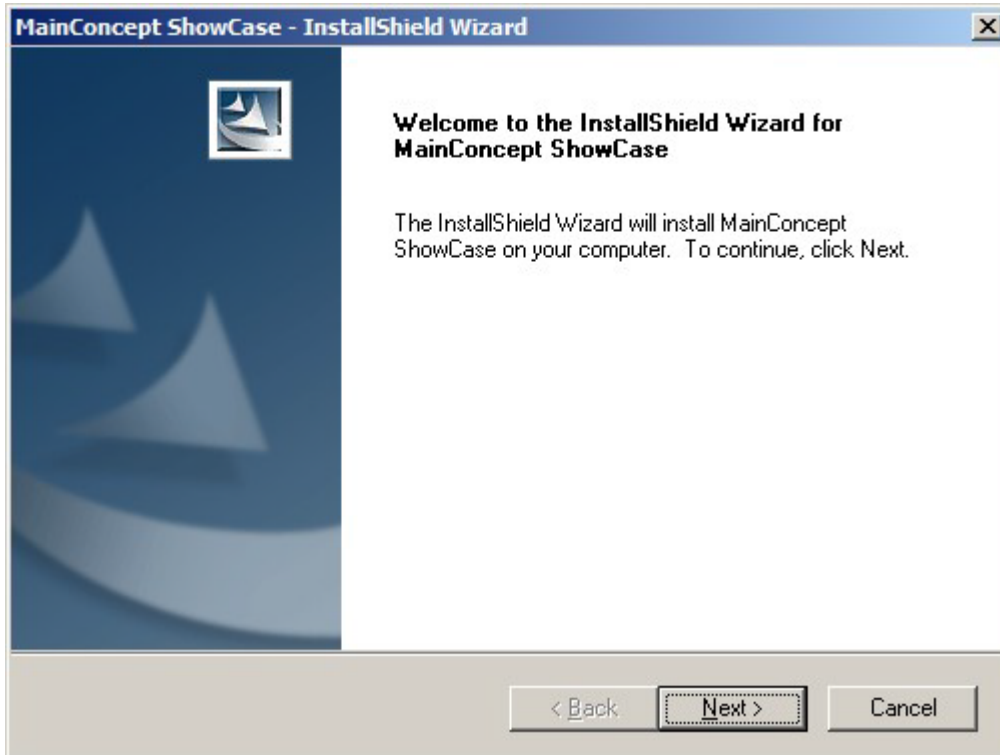 MainConcept ShowCase - InstallShield Wizard
Welcome to the InstallShield Wizard for
MainConcept ShowCase
The InstallShield Wizard will install MainConcept
ShowCase on your computer.  To continue, click Next.
< Back
Next >
Cancel